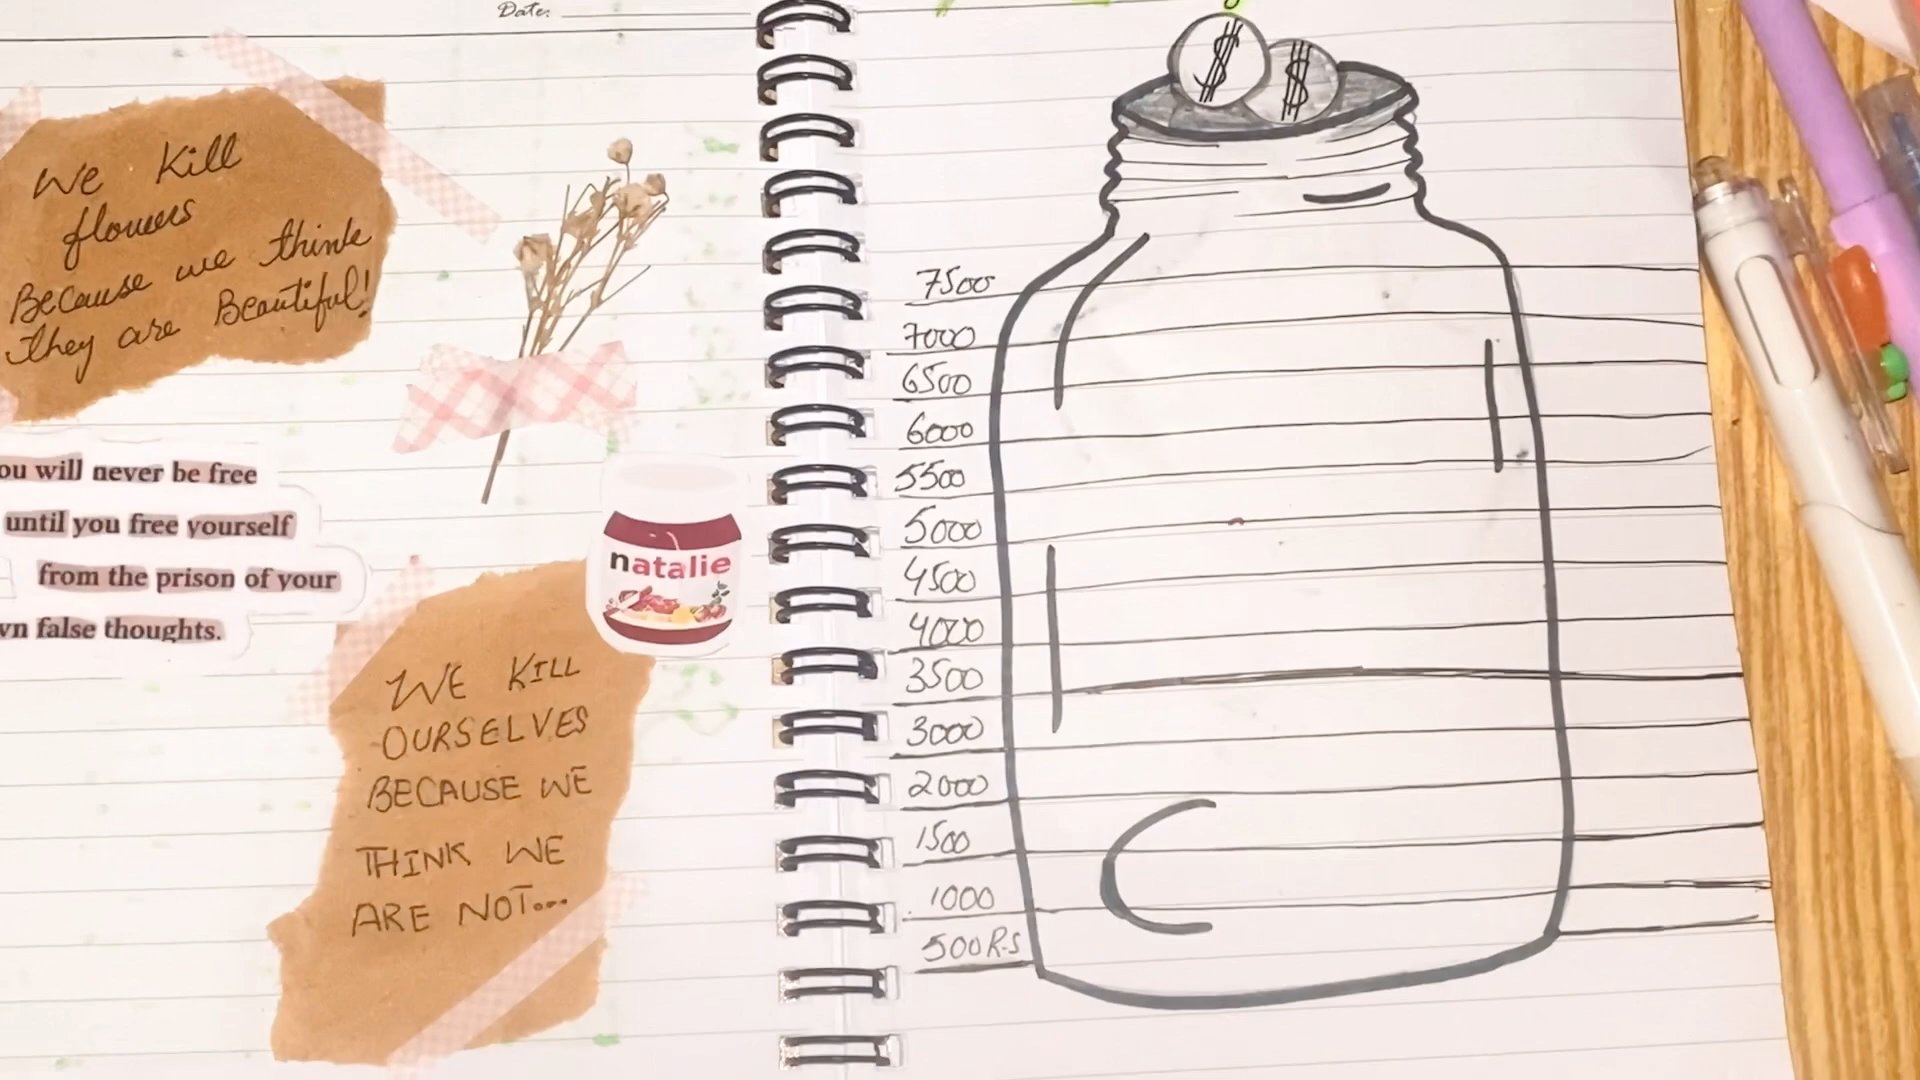 Date:
We Kill
flowers
Because we think
they are Beautiful!
ou will never be free
until you free yourself
from the prison of your
wn false thoughts.
natalie
WE KILL
OURSELVES
BECAUSE WE
THINK WE
ARE NOT...
$ $
7500
7000
6500
6000
5500
5000
4500
4000
3500
3000
2000
1500
1000
500 Rs